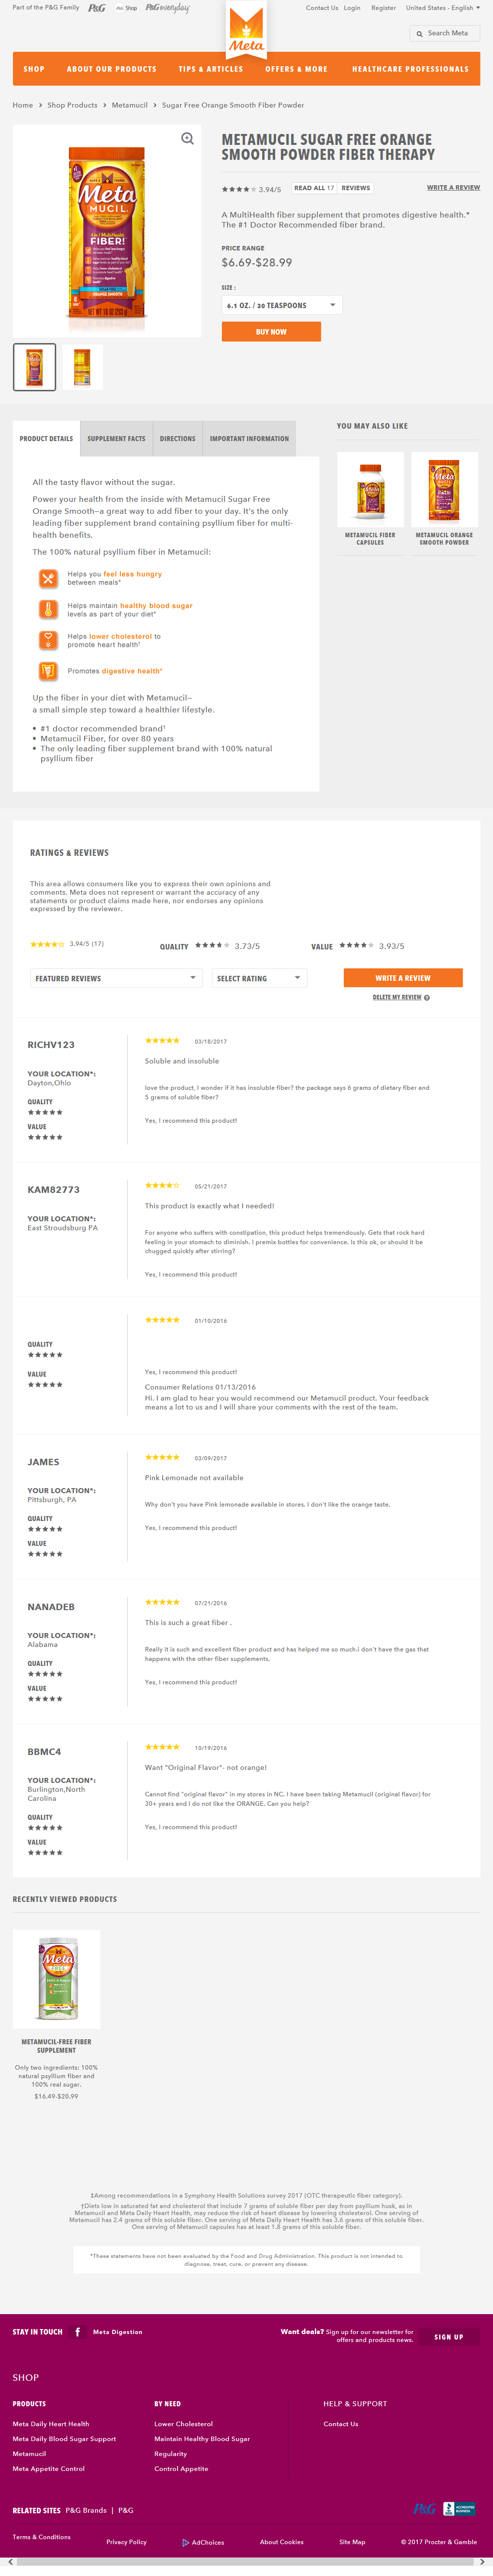 Part of the P&G Family P&G P&G Shop P&G everyday
Contact Us Login Register United States - English
Meta
Search Meta
SHOP ABOUT OUR PRODUCTS TIPS & ARTICLES OFFERS & MORE HEALTHCARE PROFESSIONALS
Home Shop Products Metamucil Sugar Free Orange Smooth Fiber Powder
METAMUCIL SUGAR FREE ORANGE
SMOOTH POWDER FIBER THERAPY
3.94/5 READ ALL 17 REVIEWS WRITE A REVIEW
A MultiHealth fiber supplement that promotes digestive health.*
The #1 Doctor Recommended fiber brand.
PRICE RANGE
$6.69-$28.99
SIZE :
6.1 OZ. / 30 TEASPOONS
BUY NOW
Meta
MUCIL
FIBER!
PRODUCT DETAILS SUPPLEMENT FACTS DIRECTIONS IMPORTANT INFORMATION
All the tasty flavor without the sugar.
Power your health from the inside with Metamucil Sugar Free
Orange Smooth—a great way to add fiber to your day. It's the only
leading fiber supplement brand containing psyllium fiber for multi-
health benefits.
The 100% natural psyllium fiber in Metamucil:
Helps you feel less hungry
between meals*
Helps maintain healthy blood sugar
levels as part of your diet*
Helps lower cholesterol to
promote heart health†
Promotes digestive health*
Up the fiber in your diet with Metamucil—
a small simple step toward a healthier lifestyle.
• #1 doctor recommended brand‡
• Metamucil Fiber, for over 80 years
• The only leading fiber supplement brand with 100% natural
psyllium fiber
YOU MAY ALSO LIKE
METAMUCIL FIBER
CAPSULES
METAMUCIL ORANGE
SMOOTH POWDER
RATINGS & REVIEWS
This area allows consumers like you to express their own opinions and
comments. Meta does not represent or warrant the accuracy of any
statements or product claims made here, nor endorses any opinions
expressed by the reviewer.
3.94/5 (17) QUALITY 3.73/5 VALUE 3.93/5
FEATURED REVIEWS SELECT RATING WRITE A REVIEW
DELETE MY REVIEW ?
RICHV123
YOUR LOCATION*:
Dayton,Ohio
QUALITY
VALUE
03/18/2017
Soluble and insoluble
love the product, I wonder if it has insoluble fiber? the package says 6 grams of dietary fiber and
5 grams of soluble fiber?
Yes, I recommend this product!
KAM82773
YOUR LOCATION*:
East Stroudsburg PA
05/21/2017
This product is exactly what I needed!
For anyone who suffers with constipation, this product helps tremendously. Gets that rock hard
feeling in your stomach to diminish. I premix bottles for convenience. Is this ok, or should it be
chugged quickly after stirring?
Yes, I recommend this product!
QUALITY
VALUE
01/10/2016
Yes, I recommend this product!
Consumer Relations 01/13/2016
Hi. I am glad to hear you would recommend our Metamucil product. Your feedback
means a lot to us and I will share your comments with the rest of the team.
JAMES
YOUR LOCATION*:
Pittsburgh, PA
QUALITY
VALUE
03/09/2017
Pink Lemonade not available
Why don't you have Pink lemonade available in stores. I don't like the orange taste.
Yes, I recommend this product!
NANADEB
YOUR LOCATION*:
Alabama
QUALITY
VALUE
07/21/2016
This is such a great fiber .
Really it is such and excellent fiber product and has helped me so much.i don't have the gas that
happens with the other fiber supplements.
Yes, I recommend this product!
BBMC4
YOUR LOCATION*:
Burlington,North
Carolina
QUALITY
VALUE
10/19/2016
Want "Original Flavor"- not orange!
Cannot find "original flavor" in my stores in NC. I have been taking Metamucil (original flavor) for
30+ years and I do not like the ORANGE. Can you help?
Yes, I recommend this product!
RECENTLY VIEWED PRODUCTS
Meta
METAMUCIL-FREE FIBER
SUPPLEMENT
Only two ingredients: 100%
natural psyllium fiber and
100% real sugar.
$16.49-$20.99
‡Among recommendations in a Symphony Health Solutions survey 2017 (OTC therapeutic fiber category).
†Diets low in saturated fat and cholesterol that include 7 grams of soluble fiber per day from psyllium husk, as in
Metamucil and Meta Daily Heart Health, may reduce the risk of heart disease by lowering cholesterol. One serving of
Metamucil has 2.4 grams of this soluble fiber. One serving of Meta Daily Heart Health has 3.6 grams of this soluble fiber.
One serving of Metamucil capsules has at least 1.8 grams of this soluble fiber.
*These statements have not been evaluated by the Food and Drug Administration. This product is not intended to
diagnose, treat, cure, or prevent any disease.
STAY IN TOUCH f Meta Digestion
Want deals? Sign up for our newsletter for
offers and products news.
SIGN UP
SHOP
PRODUCTS
Meta Daily Heart Health
Meta Daily Blood Sugar Support
Metamucil
Meta Appetite Control
BY NEED
Lower Cholesterol
Maintain Healthy Blood Sugar
Regularity
Control Appetite
HELP & SUPPORT
Contact Us
RELATED SITES P&G Brands | P&G
P&G
BBB ACCREDITED BUSINESS
Terms & Conditions Privacy Policy AdChoices About Cookies Site Map © 2017 Procter & Gamble